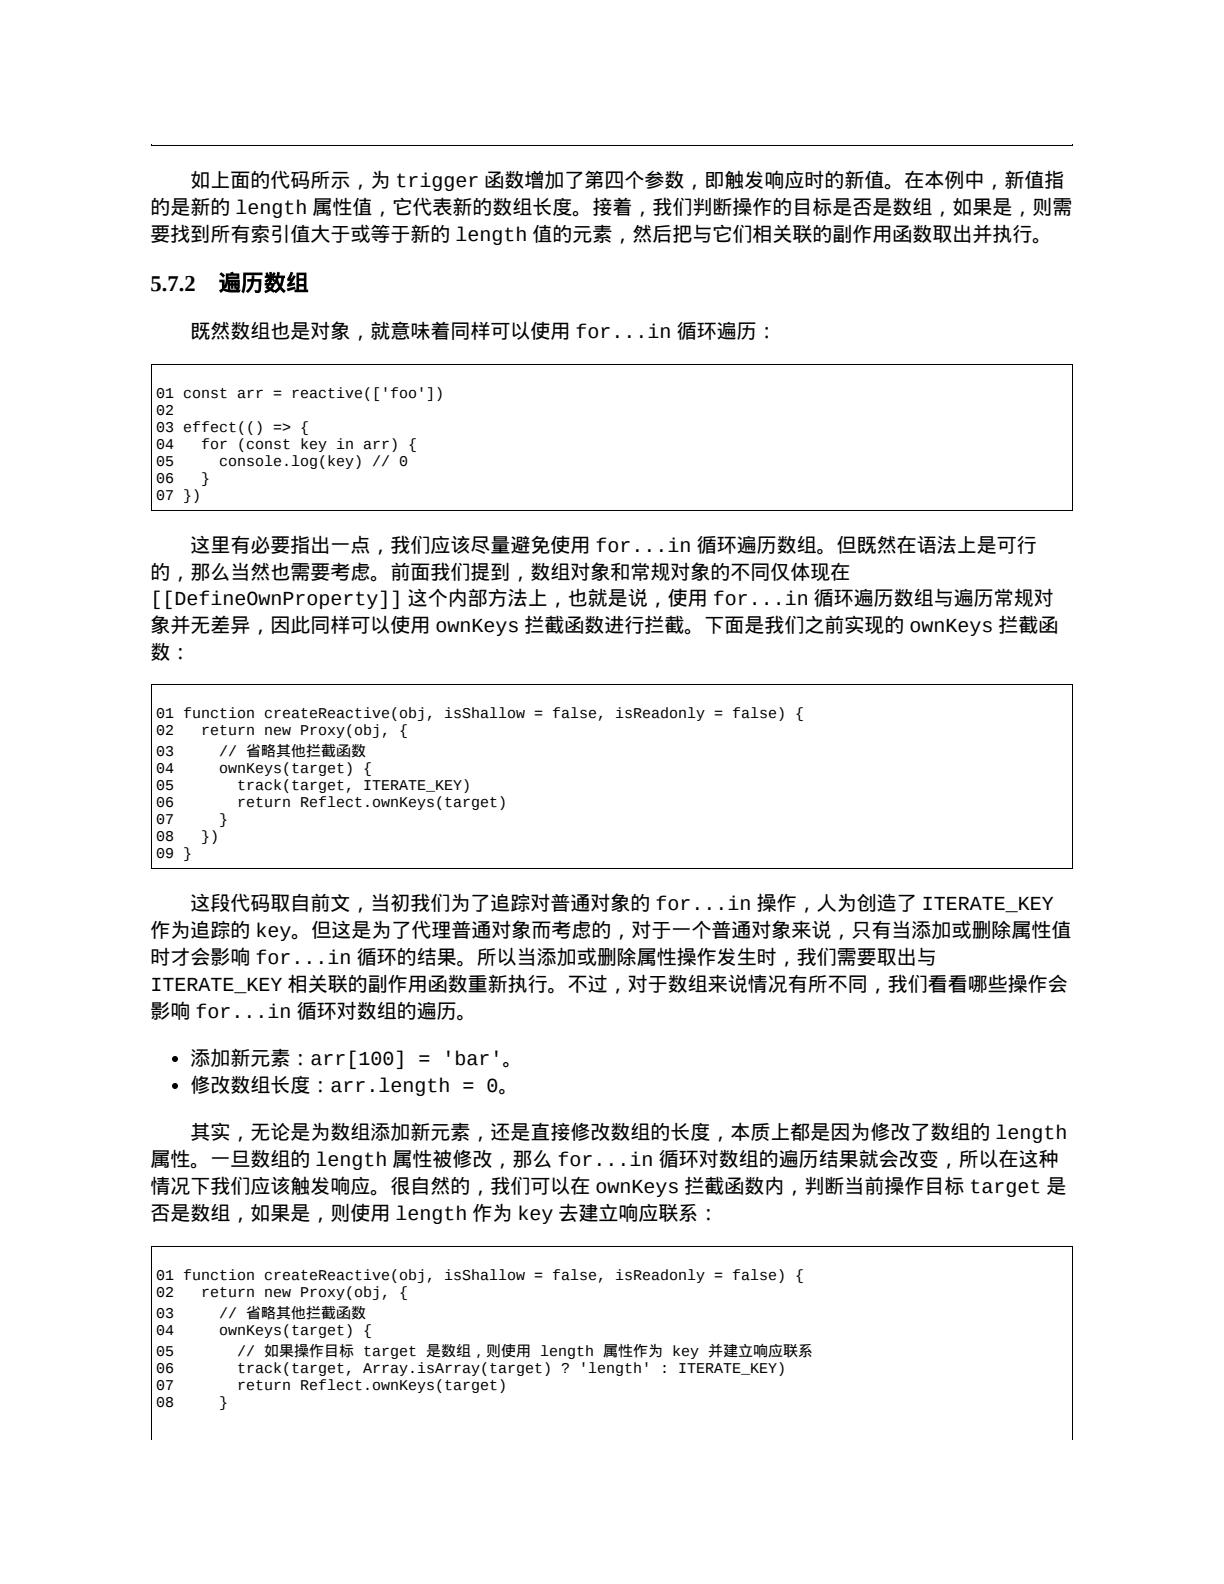 如上面的代码所示，为 trigger 函数增加了第四个参数，即触发响应时的新值。在本例中，新值指
的是新的 length 属性值，它代表新的数组长度。接着，我们判断操作的目标是否是数组，如果是，则需
要找到所有索引值大于或等于新的 length 值的元素，然后把与它们相关联的副作用函数取出并执行。
5.7.2 遍历数组
既然数组也是对象，就意味着同样可以使用 for...in 循环遍历：
01 const arr = reactive(['foo'])
02
03 effect(() => {
04   for (const key in arr) {
05     console.log(key) // 0
06   }
07 })
这里有必要指出一点，我们应该尽量避免使用 for...in 循环遍历数组。但既然在语法上是可行
的，那么当然也需要考虑。前面我们提到，数组对象和常规对象的不同仅体现在
[[DefineOwnProperty]] 这个内部方法上，也就是说，使用 for...in 循环遍历数组与遍历常规对
象并无差异，因此同样可以使用 ownKeys 拦截函数进行拦截。下面是我们之前实现的 ownKeys 拦截函
数：
01 function createReactive(obj, isShallow = false, isReadonly = false) {
02   return new Proxy(obj, {
03     // 省略其他拦截函数
04     ownKeys(target) {
05       track(target, ITERATE_KEY)
06       return Reflect.ownKeys(target)
07     }
08   })
09 }
这段代码取自前文，当初我们为了追踪对普通对象的 for...in 操作，人为创造了 ITERATE_KEY
作为追踪的 key。但这是为了代理普通对象而考虑的，对于一个普通对象来说，只有当添加或删除属性值
时才会影响 for...in 循环的结果。所以当添加或删除属性操作发生时，我们需要取出与
ITERATE_KEY 相关联的副作用函数重新执行。不过，对于数组来说情况有所不同，我们看看哪些操作会
影响 for...in 循环对数组的遍历。
• 添加新元素：arr[100] = 'bar'。
• 修改数组长度：arr.length = 0。
其实，无论是为数组添加新元素，还是直接修改数组的长度，本质上都是因为修改了数组的 length
属性。一旦数组的 length 属性被修改，那么 for...in 循环对数组的遍历结果就会改变，所以在这种
情况下我们应该触发响应。很自然的，我们可以在 ownKeys 拦截函数内，判断当前操作目标 target 是
否是数组，如果是，则使用 length 作为 key 去建立响应联系：
01 function createReactive(obj, isShallow = false, isReadonly = false) {
02   return new Proxy(obj, {
03     // 省略其他拦截函数
04     ownKeys(target) {
05       // 如果操作目标 target 是数组，则使用 length 属性作为 key 并建立响应联系
06       track(target, Array.isArray(target) ? 'length' : ITERATE_KEY)
07       return Reflect.ownKeys(target)
08     }